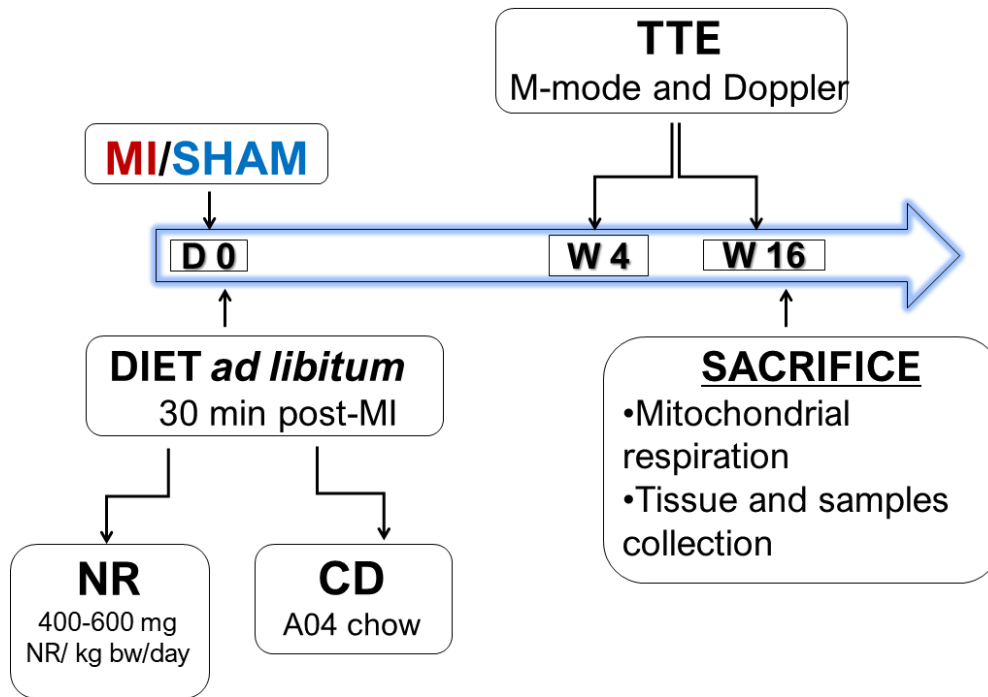 TTE
M-mode and Doppler
MI/SHAM
D 0
W 4
W 16
DIET ad libitum
30 min post-MI
SACRIFICE
•Mitochondrial
respiration
•Tissue and samples
collection
NR
400-600 mg
NR/ kg bw/day
CD
A04 chow